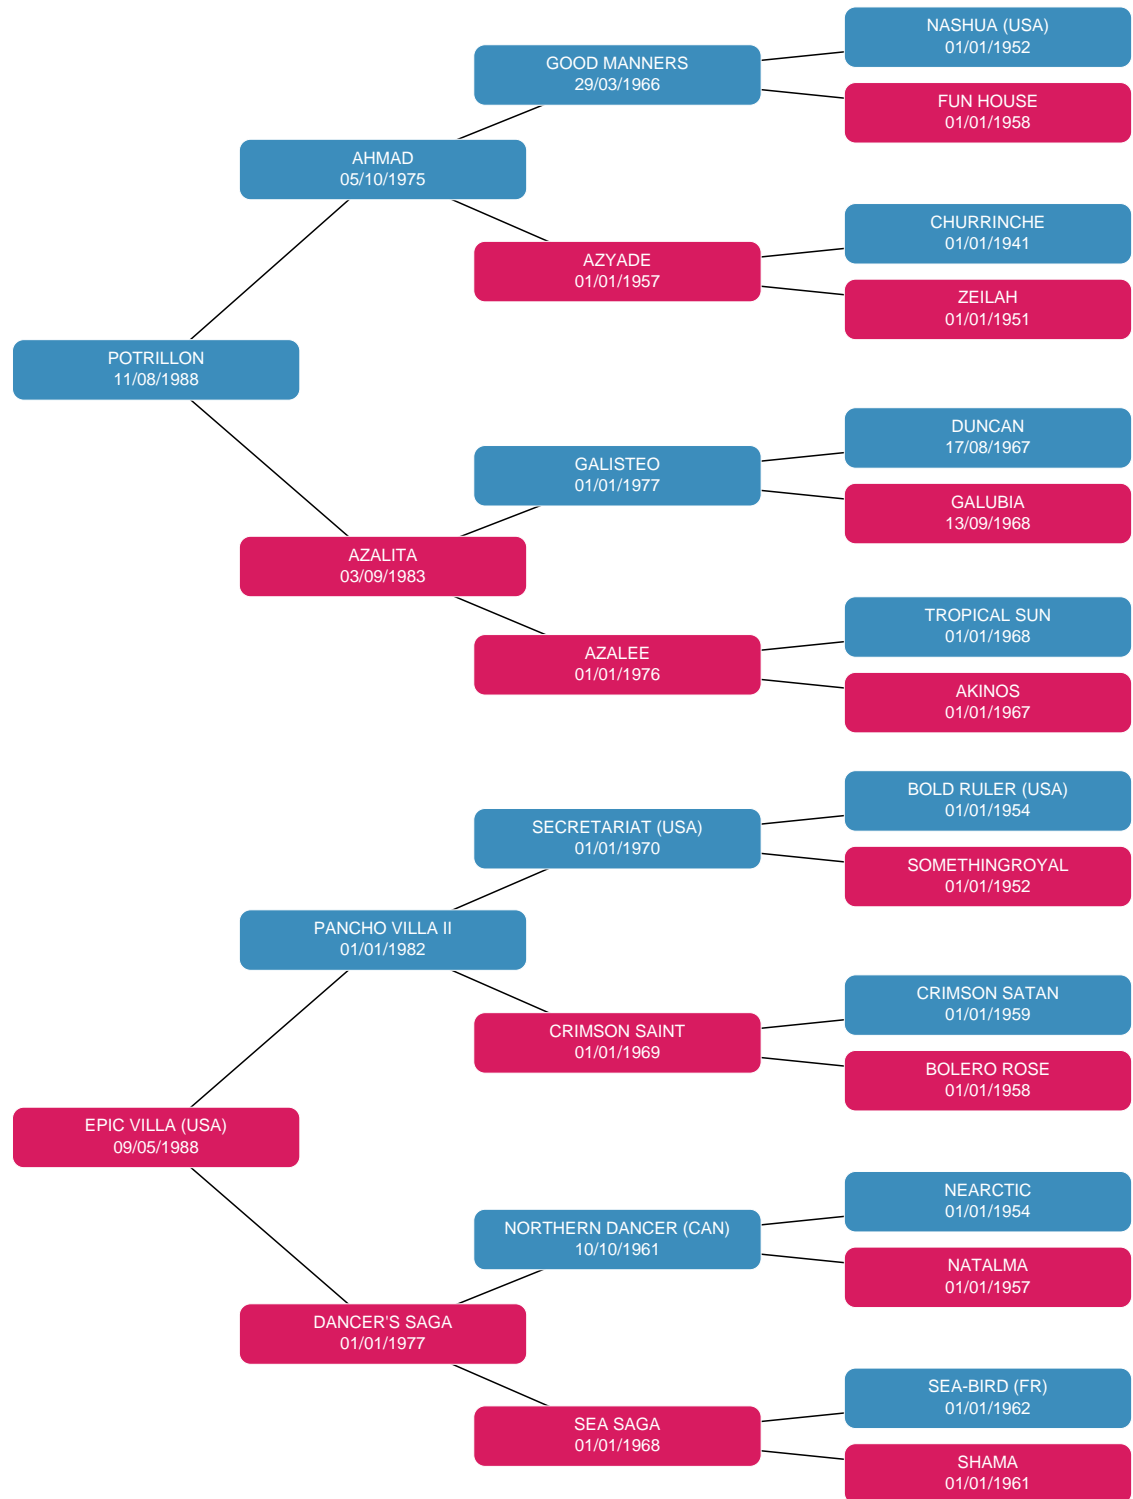 NASHUA (USA)
01/01/1952
GOOD MANNERS
29/03/1966
FUN HOUSE
01/01/1958
AHMAD
05/10/1975
CHURRINCHE
01/01/1941
AZYADE
01/01/1957
ZEILAH
01/01/1951
POTRILLON
11/08/1988
DUNCAN
17/08/1967
GALISTEO
01/01/1977
GALUBIA
13/09/1968
AZALITA
03/09/1983
TROPICAL SUN
01/01/1968
AZALEE
01/01/1976
AKINOS
01/01/1967
BOLD RULER (USA)
01/01/1954
SECRETARIAT (USA)
01/01/1970
SOMETHINGROYAL
01/01/1952
PANCHO VILLA II
01/01/1982
CRIMSON SATAN
01/01/1959
CRIMSON SAINT
01/01/1969
BOLERO ROSE
01/01/1958
EPIC VILLA (USA)
09/05/1988
NEARCTIC
01/01/1954
NORTHERN DANCER (CAN)
10/10/1961
NATALMA
01/01/1957
DANCER'S SAGA
01/01/1977
SEA-BIRD (FR)
01/01/1962
SEA SAGA
01/01/1968
SHAMA
01/01/1961